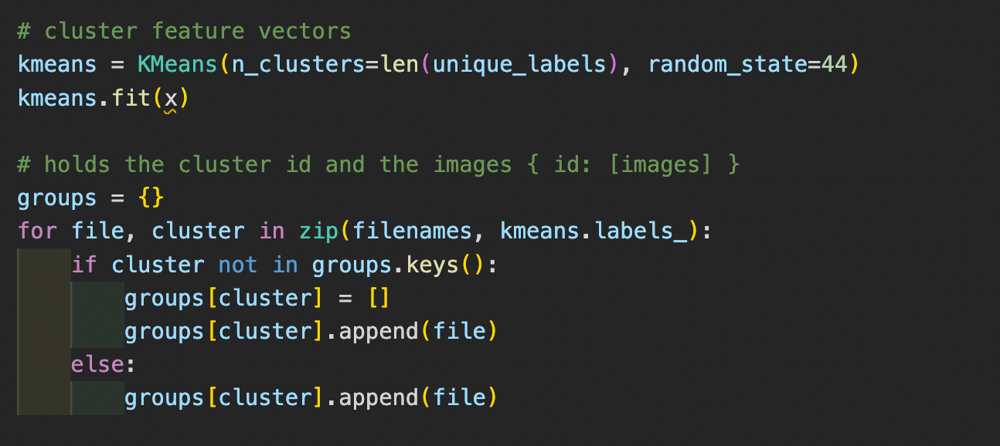 # cluster feature vectors
kmeans = KMeans(n_clusters=len(unique_labels), random_state=44)
kmeans.fit(x)

# holds the cluster id and the images { id: [images] }
groups = {}
for file, cluster in zip(filenames, kmeans.labels_):
    if cluster not in groups.keys():
        groups[cluster] = []
        groups[cluster].append(file)
    else:
        groups[cluster].append(file)